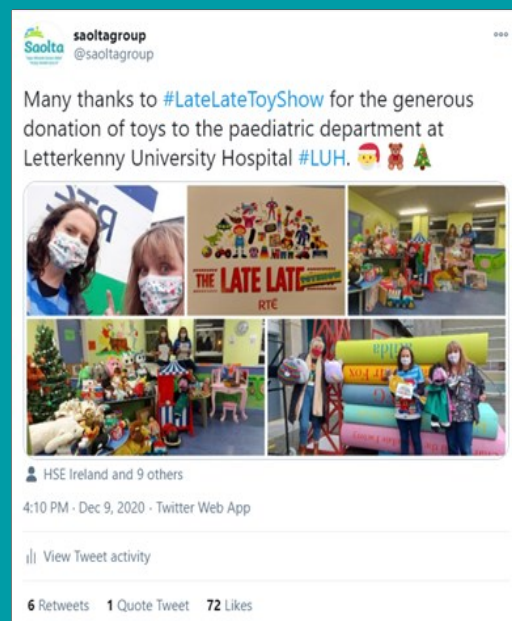 saoltagroup
Saolta
@saoltagroup
Many thanks to #LateLateToyShow for the generous
donation of toys to the paediatric department at
Letterkenny University Hospital #LUH. 🎅🧸🎄
RTÉ
THE LATE LATE TOYSHOW
RTÉ
HSE Ireland and 9 others
4:10 PM · Dec 9, 2020 · Twitter Web App
View Tweet activity
6 Retweets 1 Quote Tweet 72 Likes